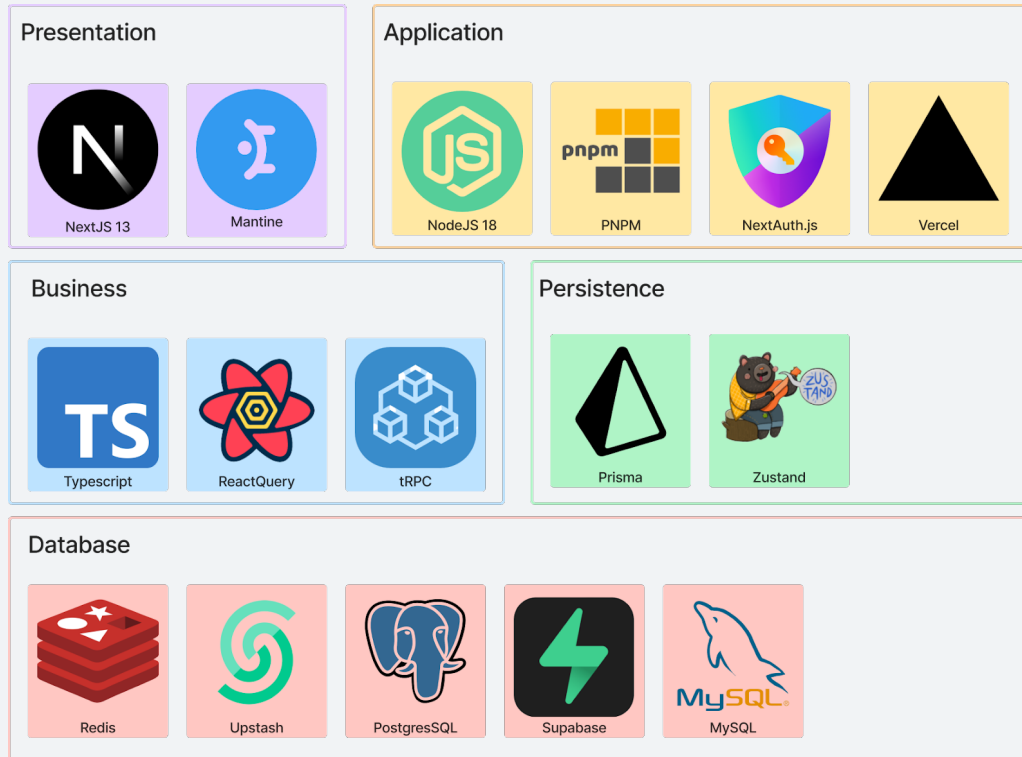 Presentation
Application
N
NextJS 13
Mantine
JS
NodeJS 18
pnpm
PNPM
NextAuth.js
Vercel
Business
Persistence
TS
Typescript
ReactQuery
tRPC
Prisma
ZUS
TAND
Zustand
Database
Redis
Upstash
PostgresSQL
Supabase
MySQL®
MySQL